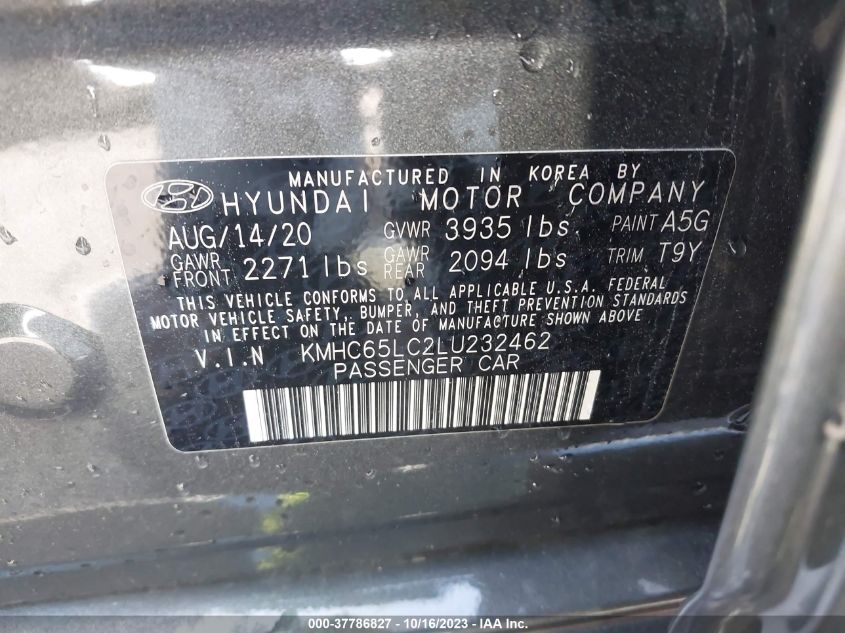 MANUFACTURED IN KOREA BY
HYUNDAI MOTOR COMPANY
AUG/14/20 GVWR 3935 lbs. PAINT A5G
GAWR FRONT 2271 lbs GAWR REAR 2094 lbs TRIM T9Y
THIS VEHICLE CONFORMS TO ALL APPLICABLE U.S.A. FEDERAL
MOTOR VEHICLE SAFETY, BUMPER, AND THEFT PREVENTION STANDARDS
IN EFFECT ON THE DATE OF MANUFACTURE SHOWN ABOVE
V.I.N KMHC65LC2LU232462
PASSENGER CAR
000-37786827 - 10/16/2023 - IAA Inc.